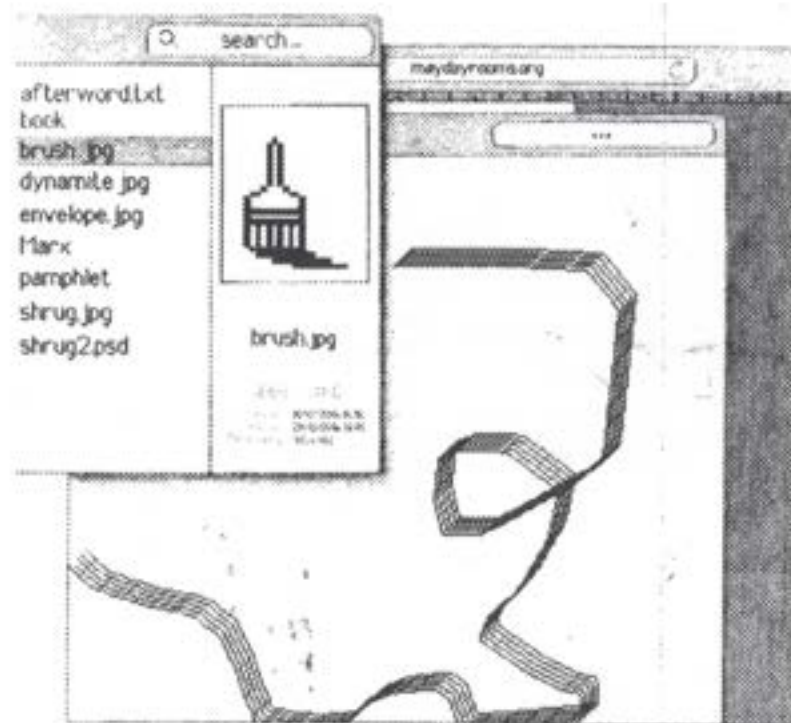 search...
maydayrooms.org
...
afterword.txt
book
brush.jpg
dynamite.jpg
envelope.jpg
Marx
pamphlet
shrug.jpg
shrug2.psd
brush.jpg